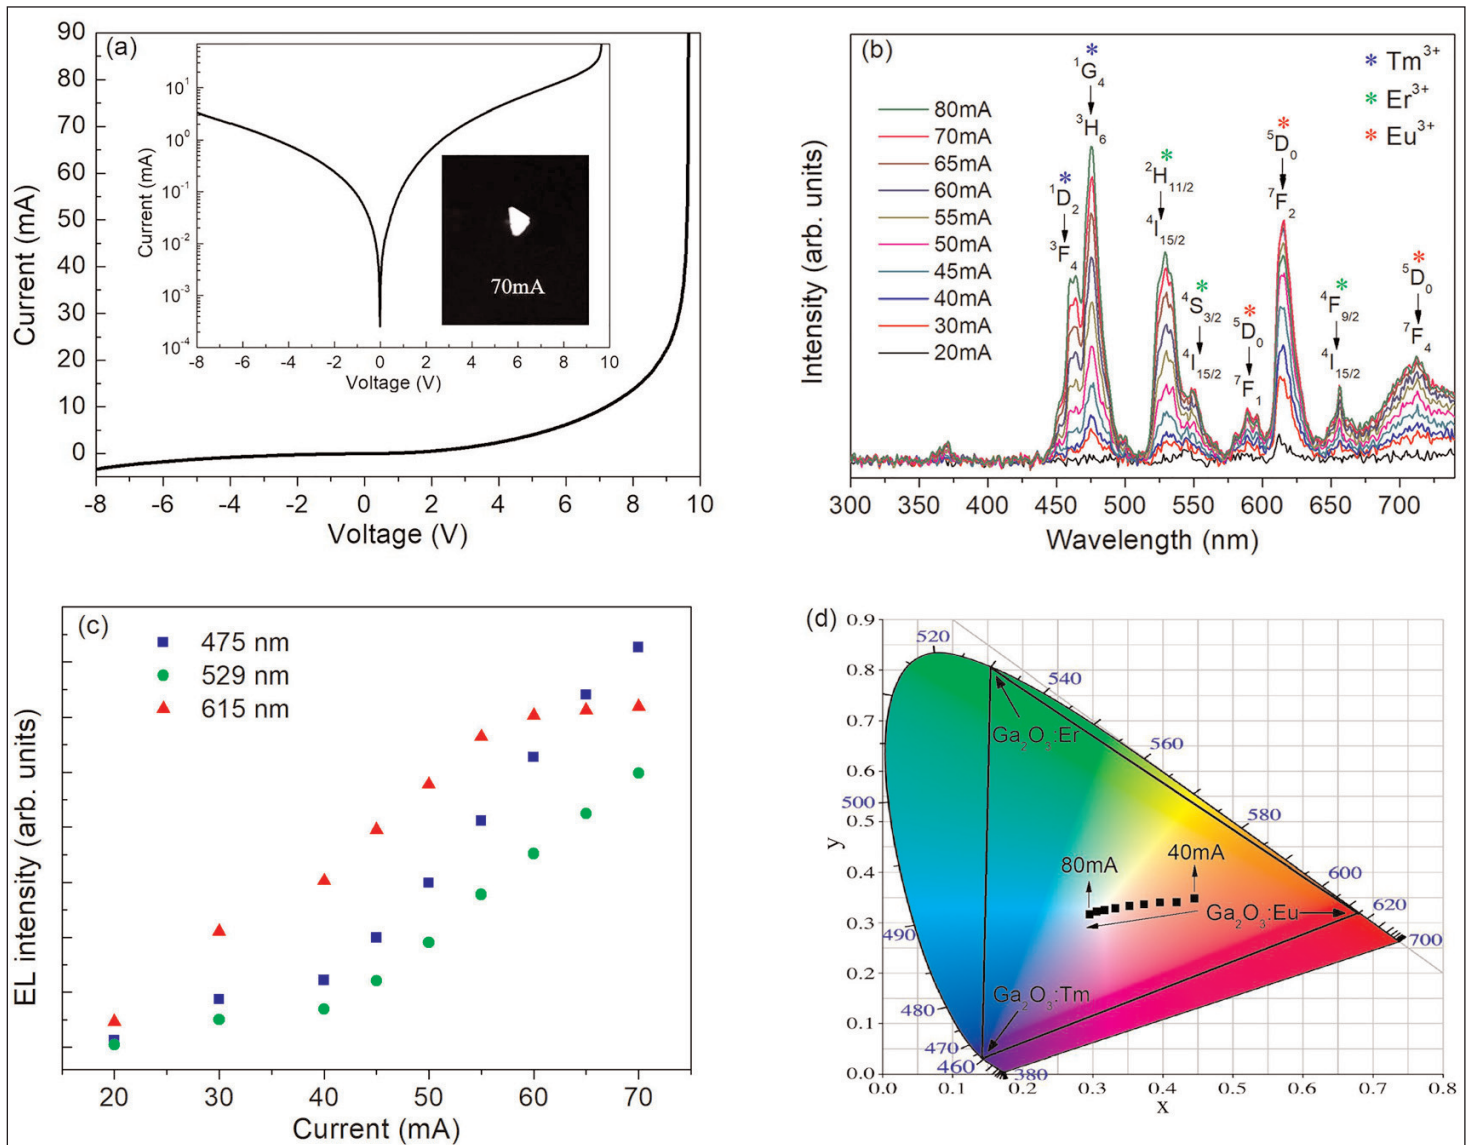 (a)
90
80
70
60
50
40
30
20
10
0
Current (mA)
-8 -6 -4 -2 0 2 4 6 8 10
Voltage (V)
10^1
10^0
10^-1
10^-2
10^-3
10^-4
Current (mA)
-8 -6 -4 -2 0 2 4 6 8 10
Voltage (V)
70mA
(b)
* Tm³⁺
* Er³⁺
* Eu³⁺
80mA
70mA
65mA
60mA
55mA
50mA
45mA
40mA
30mA
20mA
*
¹D₂
³F₄
*
¹G₄
³H₆
*
²H₁₁/₂
⁴I₁₅/₂
*
⁴S₃/₂
⁴I₁₅/₂
*
⁵D₀
⁷F₁
*
⁵D₀
⁷F₂
*
⁴F₉/₂
⁴I₁₅/₂
*
⁵D₀
⁷F₄
Intensity (arb. units)
300 350 400 450 500 550 600 650 700
Wavelength (nm)
(c)
475 nm
529 nm
615 nm
EL intensity (arb. units)
20 30 40 50 60 70
Current (mA)
(d)
0.9
0.8
0.7
0.6
0.5
0.4
0.3
0.2
0.1
0.0
y
0.0 0.1 0.2 0.3 0.4 0.5 0.6 0.7 0.8
x
520
540
560
580
600
620
700
500
490
480
470
460
380
Ga₂O₃:Er
80mA
40mA
Ga₂O₃:Eu
Ga₂O₃:Tm